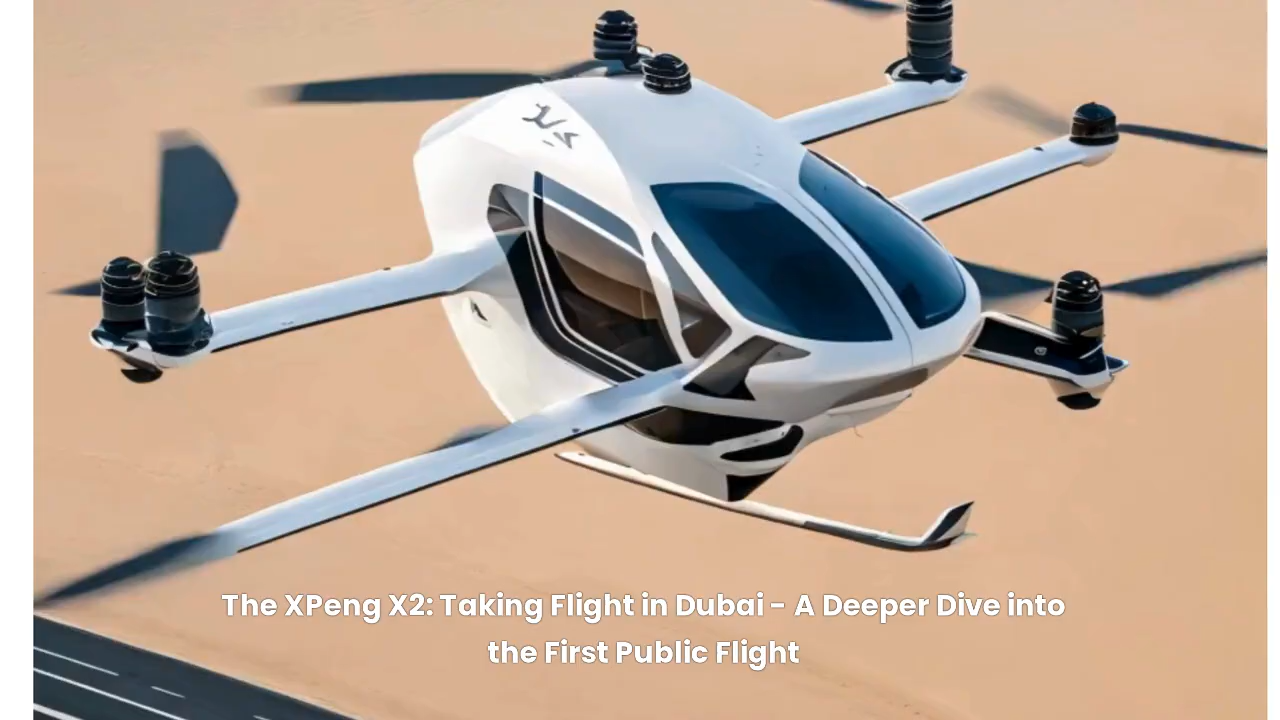 The XPeng X2: Taking Flight in Dubai - A Deeper Dive into
the First Public Flight